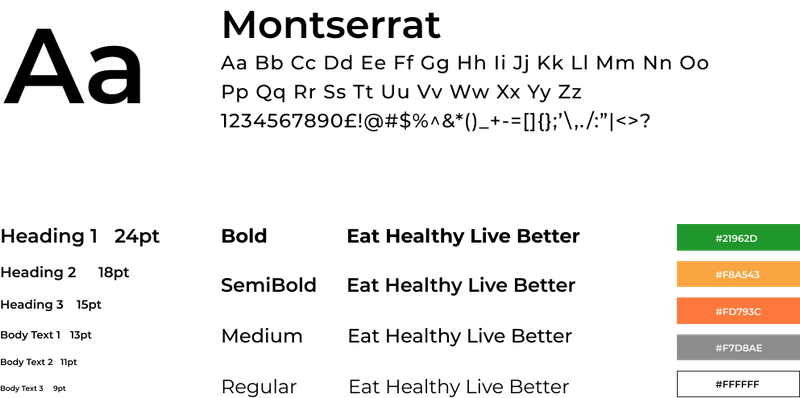 Aa
Montserrat
Aa Bb Cc Dd Ee Ff Gg Hh Ii Jj Kk Ll Mm Nn Oo
Pp Qq Rr Ss Tt Uu Vv Ww Xx Yy Zz
1234567890£!@#$%^&*()_+-=[]{};'\,./:”|<>?
Heading 1 24pt
Heading 2 18pt
Heading 3 15pt
Body Text 1 13pt
Body Text 2 11pt
Body Text 3 9pt
Bold Eat Healthy Live Better
SemiBold Eat Healthy Live Better
Medium Eat Healthy Live Better
Regular Eat Healthy Live Better
#21962D
#F8A543
#FD793C
#F7D8AE
#FFFFFF